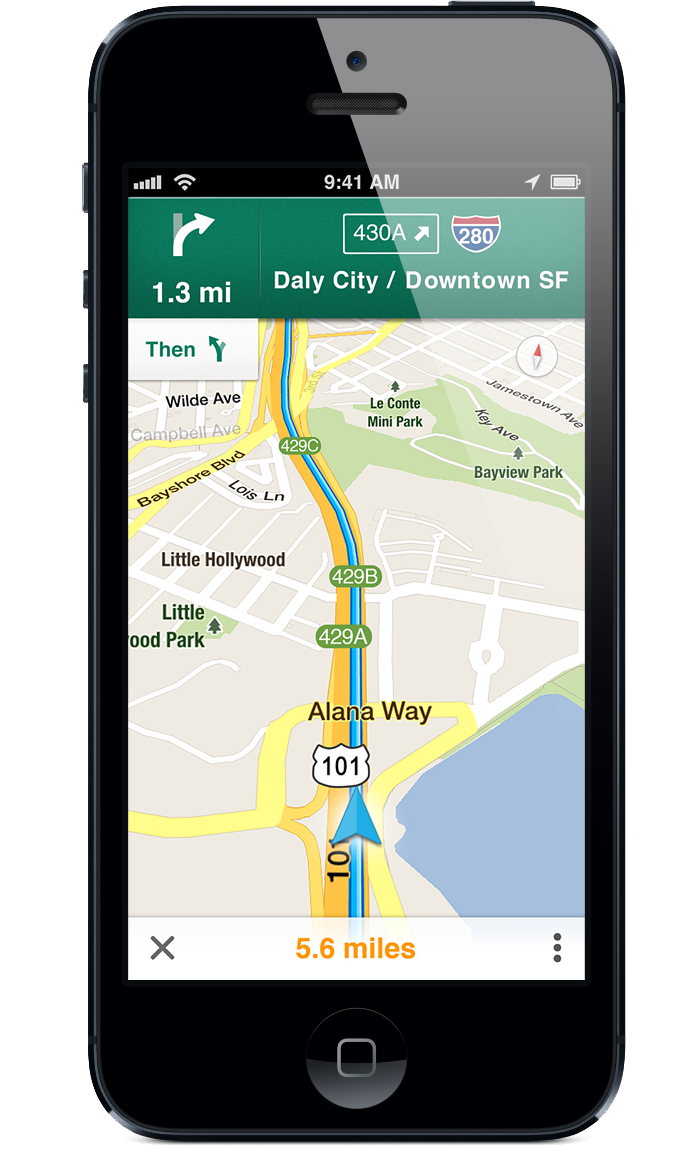 9:41 AM
430A
280
1.3 mi
Daly City / Downtown SF
Then
3rd St
Wilde Ave
Campbell Ave
Le Conte
Mini Park
Jamestown Ave
Key Ave
429C
Bayshore Blvd
Bayview Park
Lois Ln
Little Hollywood
429B
Little
ood Park
429A
Alana Way
101
101
5.6 miles